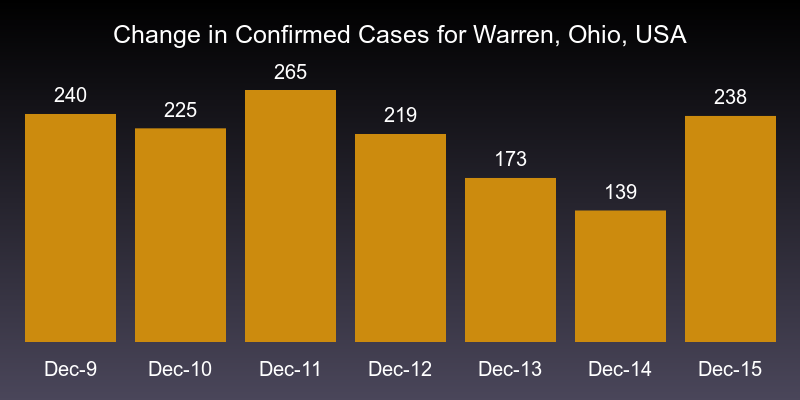 Change in Confirmed Cases for Warren, Ohio, USA
240
225
265
219
173
139
238
Dec-9
Dec-10
Dec-11
Dec-12
Dec-13
Dec-14
Dec-15